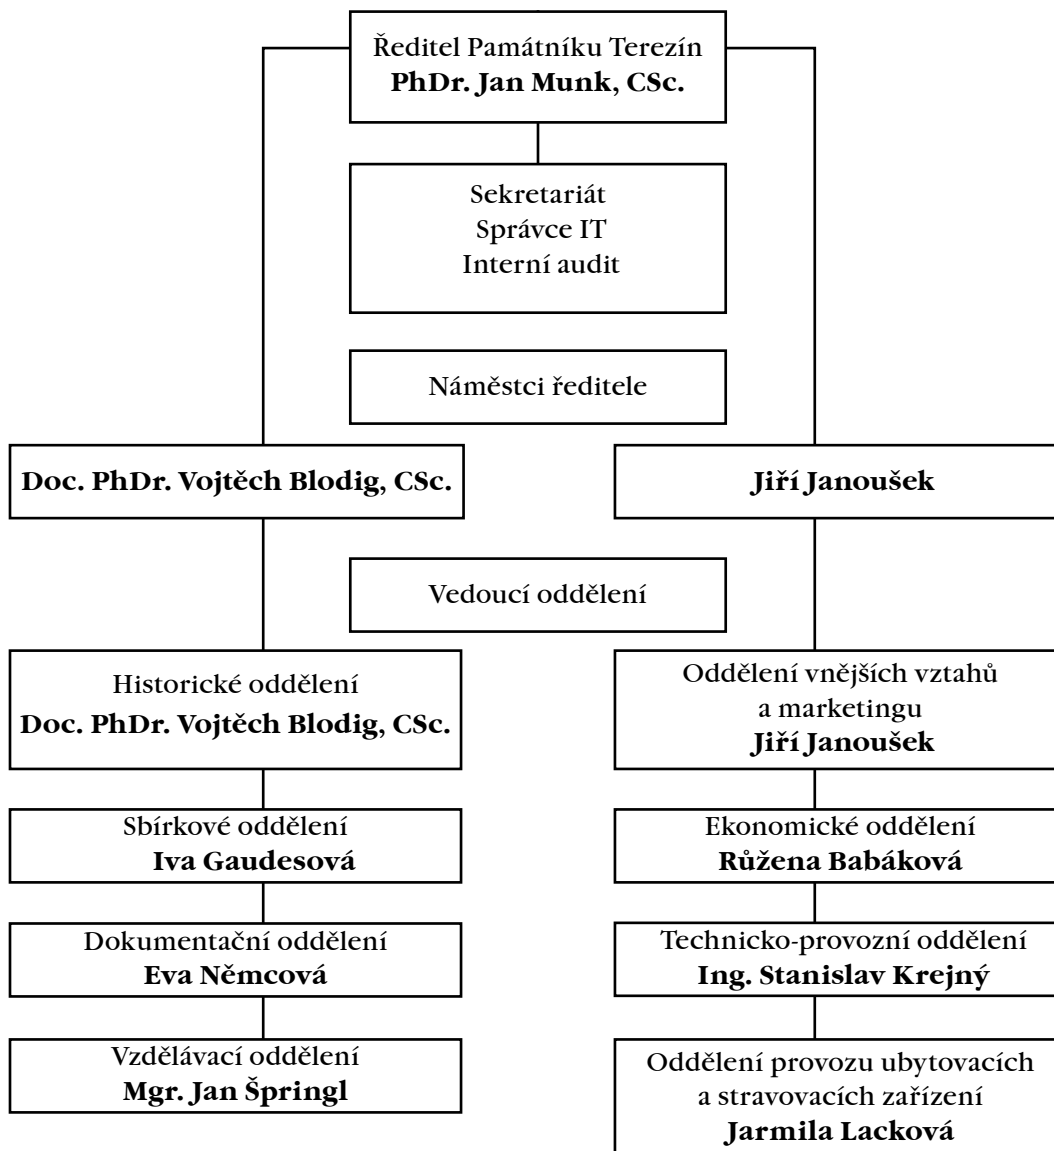 Ředitel Památníku Terezín
PhDr. Jan Munk, CSc.
Sekretariát
Správce IT
Interní audit
Náměstci ředitele
Doc. PhDr. Vojtěch Blodig, CSc.
Jiří Janoušek
Vedoucí oddělení
Historické oddělení
Doc. PhDr. Vojtěch Blodig, CSc.
Oddělení vnějších vztahů
a marketingu
Jiří Janoušek
Sbírkové oddělení
Iva Gaudesová
Ekonomické oddělení
Růžena Babáková
Dokumentační oddělení
Eva Němcová
Technicko-provozní oddělení
Ing. Stanislav Krejný
Vzdělávací oddělení
Mgr. Jan Špringl
Oddělení provozu ubytovacích
a stravovacích zařízení
Jarmila Lacková